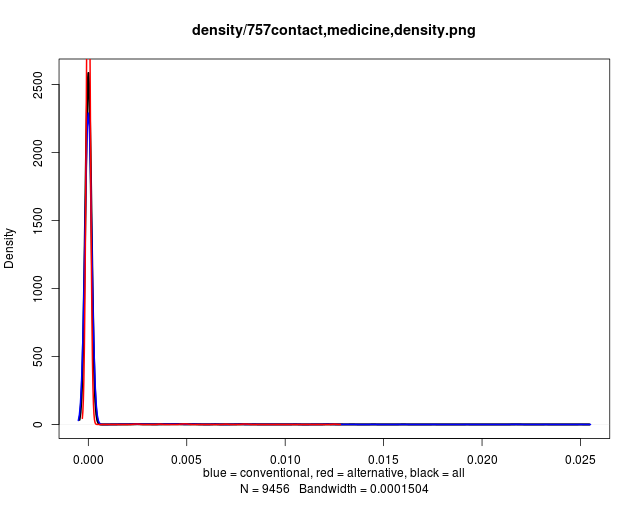 density/757contact,medicine,density.png
Density
2500
2000
1500
1000
500
0
0.000 0.005 0.010 0.015 0.020 0.025
blue = conventional, red = alternative, black = all
N = 9456 Bandwidth = 0.0001504